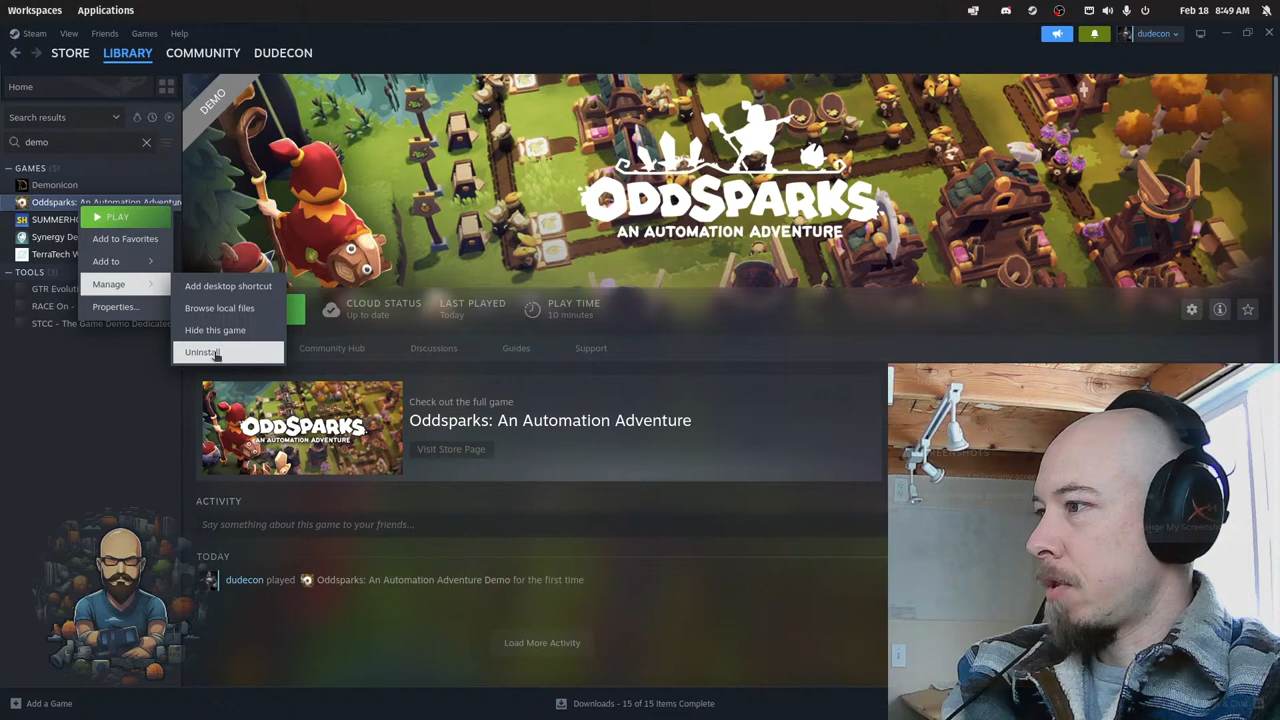 Workspaces Applications Feb 18 8:49 AM
Steam View Friends Games Help dudecon
STORE LIBRARY COMMUNITY DUDECON
Home
Search results
demo
GAMES (5)
Demonicon
Oddsparks: An Automation Adventure
SUMMERHO
Synergy De
TerraTech W
TOOLS (3)
GTR Evoluti
RACE On -
STCC - The Game Demo Dedicated
PLAY
Add to Favorites
Add to
Manage
Properties...
Add desktop shortcut
Browse local files
Hide this game
Uninstall
DEMO
ODDSPARKS
AN AUTOMATION ADVENTURE
CLOUD STATUS
Up to date
LAST PLAYED
Today
PLAY TIME
10 minutes
Community Hub Discussions Guides Support
ODDSPARKS
AN AUTOMATION ADVENTURE
Check out the full game
Oddsparks: An Automation Adventure
Visit Store Page
ACTIVITY
Say something about this game to your friends...
TODAY
dudecon played Oddsparks: An Automation Adventure Demo for the first time
Load More Activity
Add a Game
Downloads - 15 of 15 Items Complete